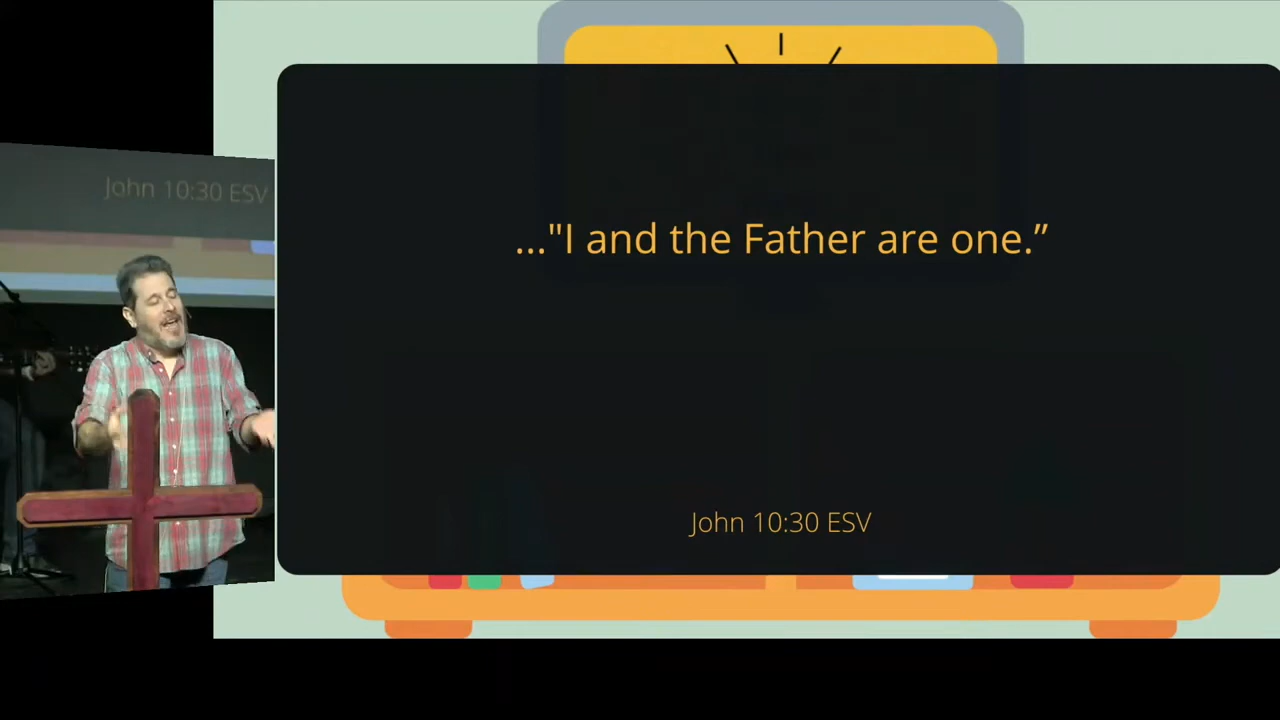 John 10:30 ESV
..."I and the Father are one.”
John 10:30 ESV